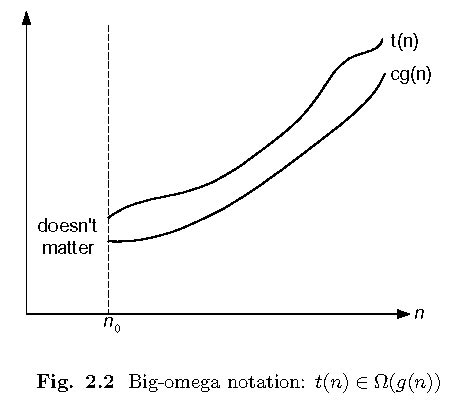 t(n)
cg(n)
doesn't
matter
n
n₀
Fig. 2.2 Big-omega notation: t(n) ∈ Ω(g(n))